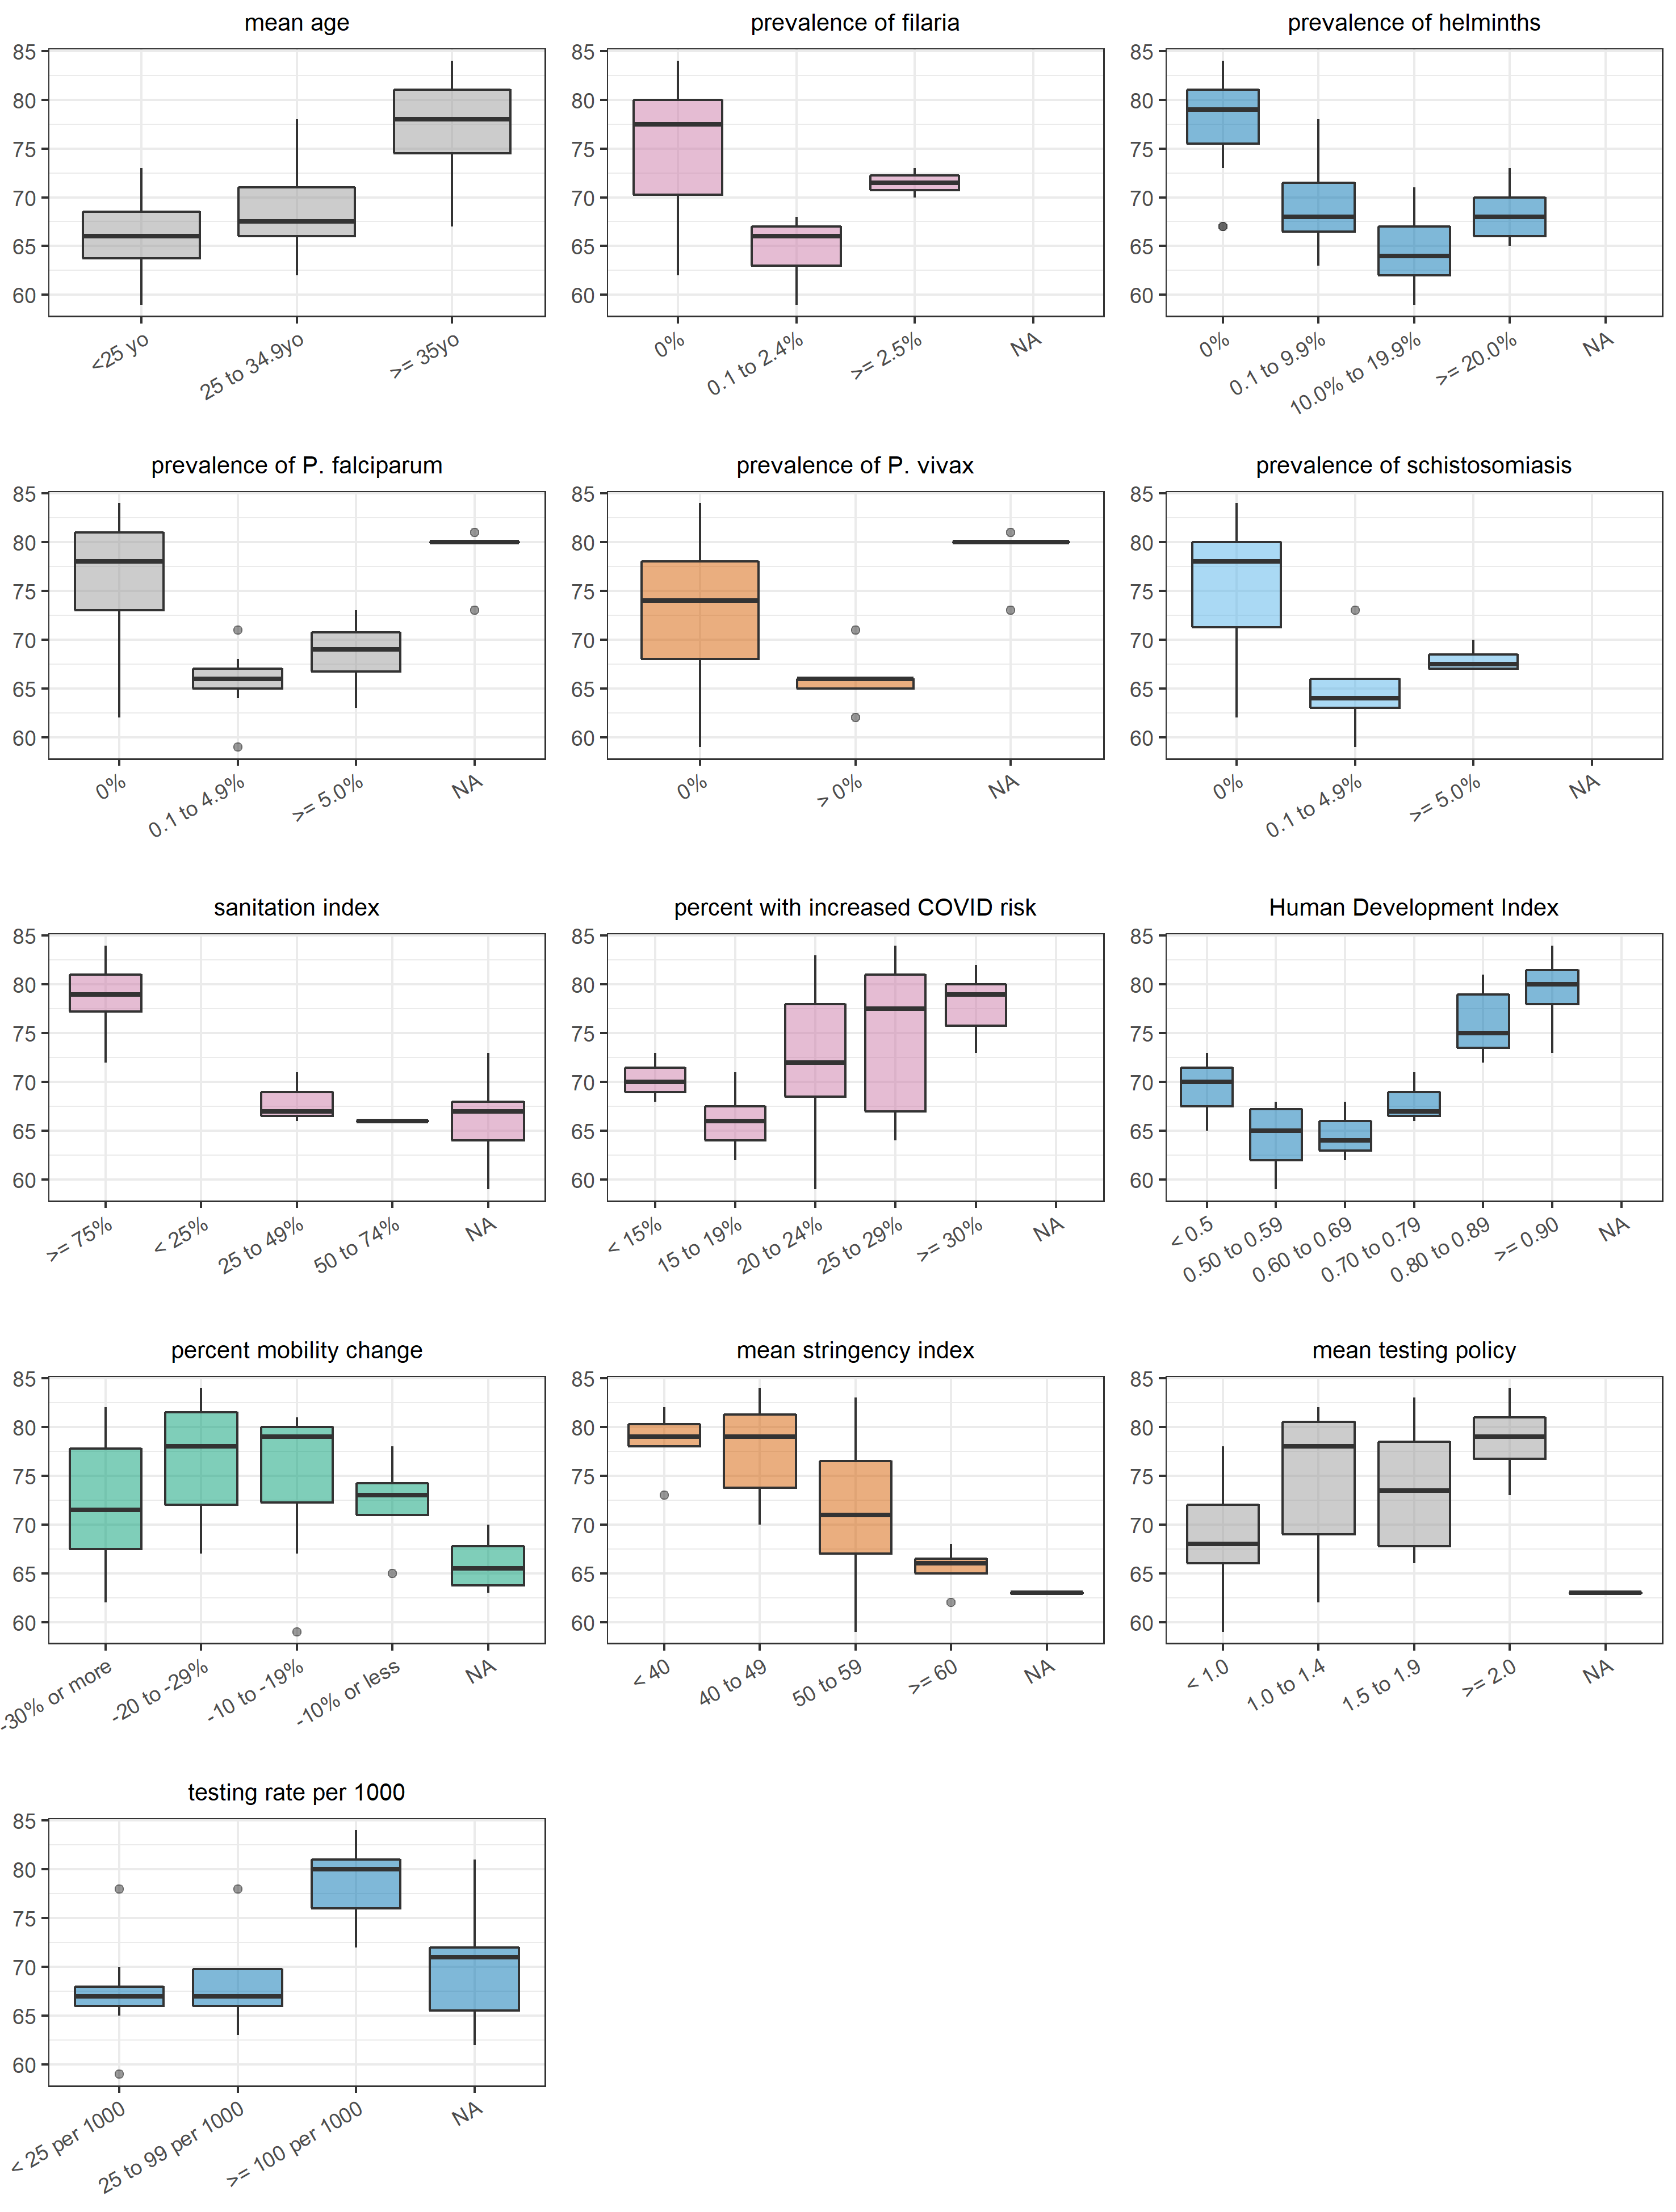 mean age
85
80
75
70
65
60
<25 yo
25 to 34.9yo
>= 35yo
prevalence of filaria
85
80
75
70
65
60
0%
0.1 to 2.4%
>= 2.5%
NA
prevalence of helminths
85
80
75
70
65
60
0%
0.1 to 9.9%
10.0% to 19.9%
>= 20.0%
NA
prevalence of P. falciparum
85
80
75
70
65
60
0%
0.1 to 4.9%
>= 5.0%
NA
prevalence of P. vivax
85
80
75
70
65
60
0%
> 0%
NA
prevalence of schistosomiasis
85
80
75
70
65
60
0%
0.1 to 4.9%
>= 5.0%
NA
sanitation index
85
80
75
70
65
60
>= 75%
< 25%
25 to 49%
50 to 74%
NA
percent with increased COVID risk
85
80
75
70
65
60
< 15%
15 to 19%
20 to 24%
25 to 29%
>= 30%
NA
Human Development Index
85
80
75
70
65
60
< 0.5
0.50 to 0.59
0.60 to 0.69
0.70 to 0.79
0.80 to 0.89
>= 0.90
NA
percent mobility change
85
80
75
70
65
60
-30% or more
-20 to -29%
-10 to -19%
-10% or less
NA
mean stringency index
85
80
75
70
65
60
< 40
40 to 49
50 to 59
>= 60
NA
mean testing policy
85
80
75
70
65
60
< 1.0
1.0 to 1.4
1.5 to 1.9
>= 2.0
NA
testing rate per 1000
85
80
75
70
65
60
< 25 per 1000
25 to 99 per 1000
>= 100 per 1000
NA